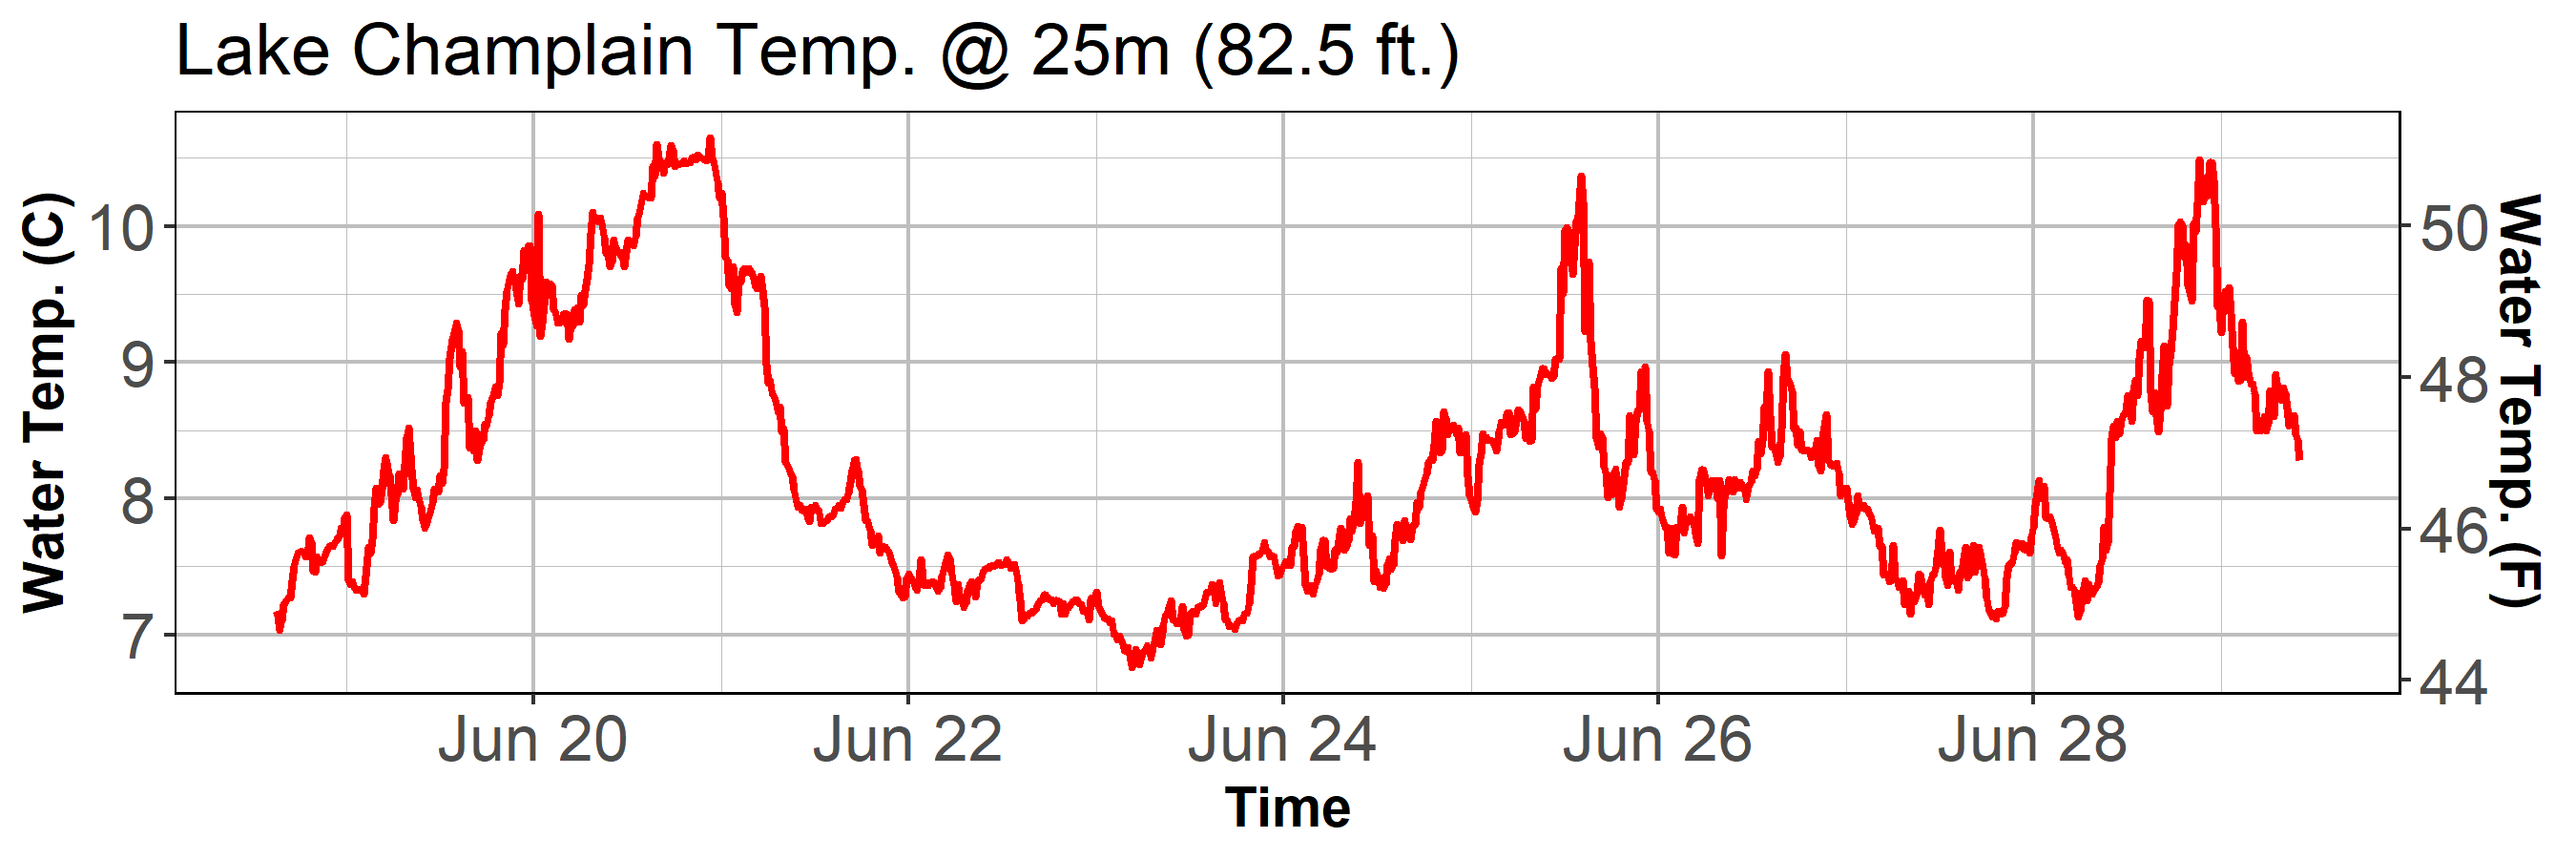 Lake Champlain Temp. @ 25m (82.5 ft.)
Water Temp. (C)
10
9
8
7
50
48
46
44
Water Temp. (F)
Jun 20 Jun 22 Jun 24 Jun 26 Jun 28
Time